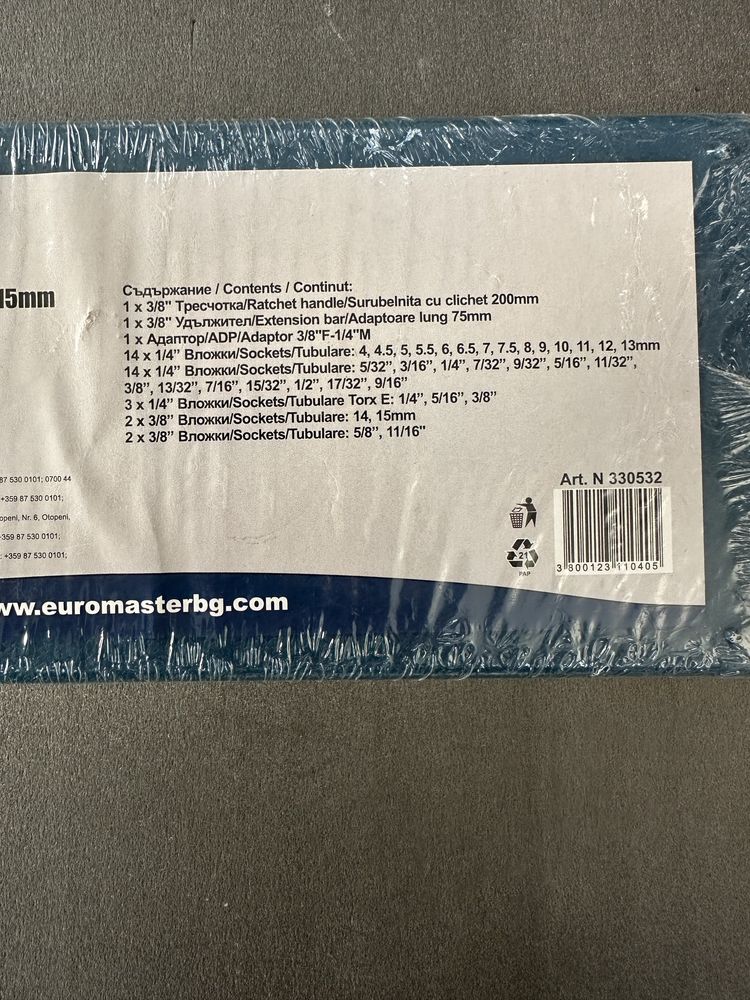 15mm
Съдържание / Contents / Continut:
1 x 3/8" Тресчотка/Ratchet handle/Surubelnita cu clichet 200mm
1 x 3/8" Удължител/Extension bar/Adaptoare lung 75mm
1 x Адаптор/ADP/Adaptor 3/8"F-1/4"M
14 x 1/4” Вложки/Sockets/Tubulare: 4, 4.5, 5, 5.5, 6, 6.5, 7, 7.5, 8, 9, 10, 11, 12, 13mm
14 x 1/4” Вложки/Sockets/Tubulare: 5/32”, 3/16”, 1/4”, 7/32”, 9/32”, 5/16”, 11/32”,
3/8”, 13/32”, 7/16”, 15/32”, 1/2”, 17/32”, 9/16”
3 x 1/4” Вложки/Sockets/Tubulare Torx E: 1/4”, 5/16”, 3/8”
2 x 3/8” Вложки/Sockets/Tubulare: 14, 15mm
2 x 3/8” Вложки/Sockets/Tubulare: 5/8”, 11/16"
87 530 0101; 0700 44
+359 87 530 0101;
openi, Nr. 6, Otopeni,
+359 87 530 0101;
: +359 87 530 0101;
Art. N 330532
21
PAP
3 800123 110405
www.euromasterbg.com